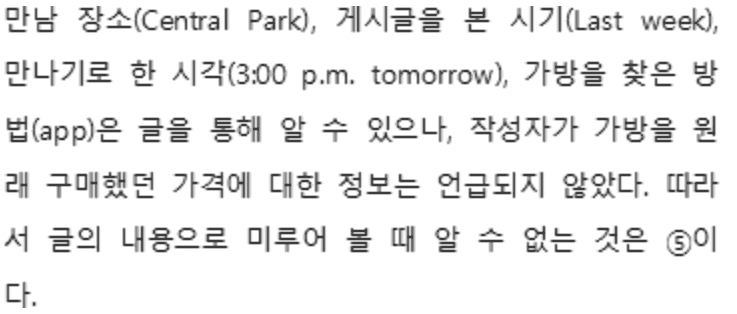 만남 장소(Central Park), 게시글을 본 시기(Last week),
만나기로 한 시각(3:00 p.m. tomorrow), 가방을 찾은 방
법(app)은 글을 통해 알 수 있으나, 작성자가 가방을 원
래 구매했던 가격에 대한 정보는 언급되지 않았다. 따라
서 글의 내용으로 미루어 볼 때 알 수 없는 것은 ⑤이
다.